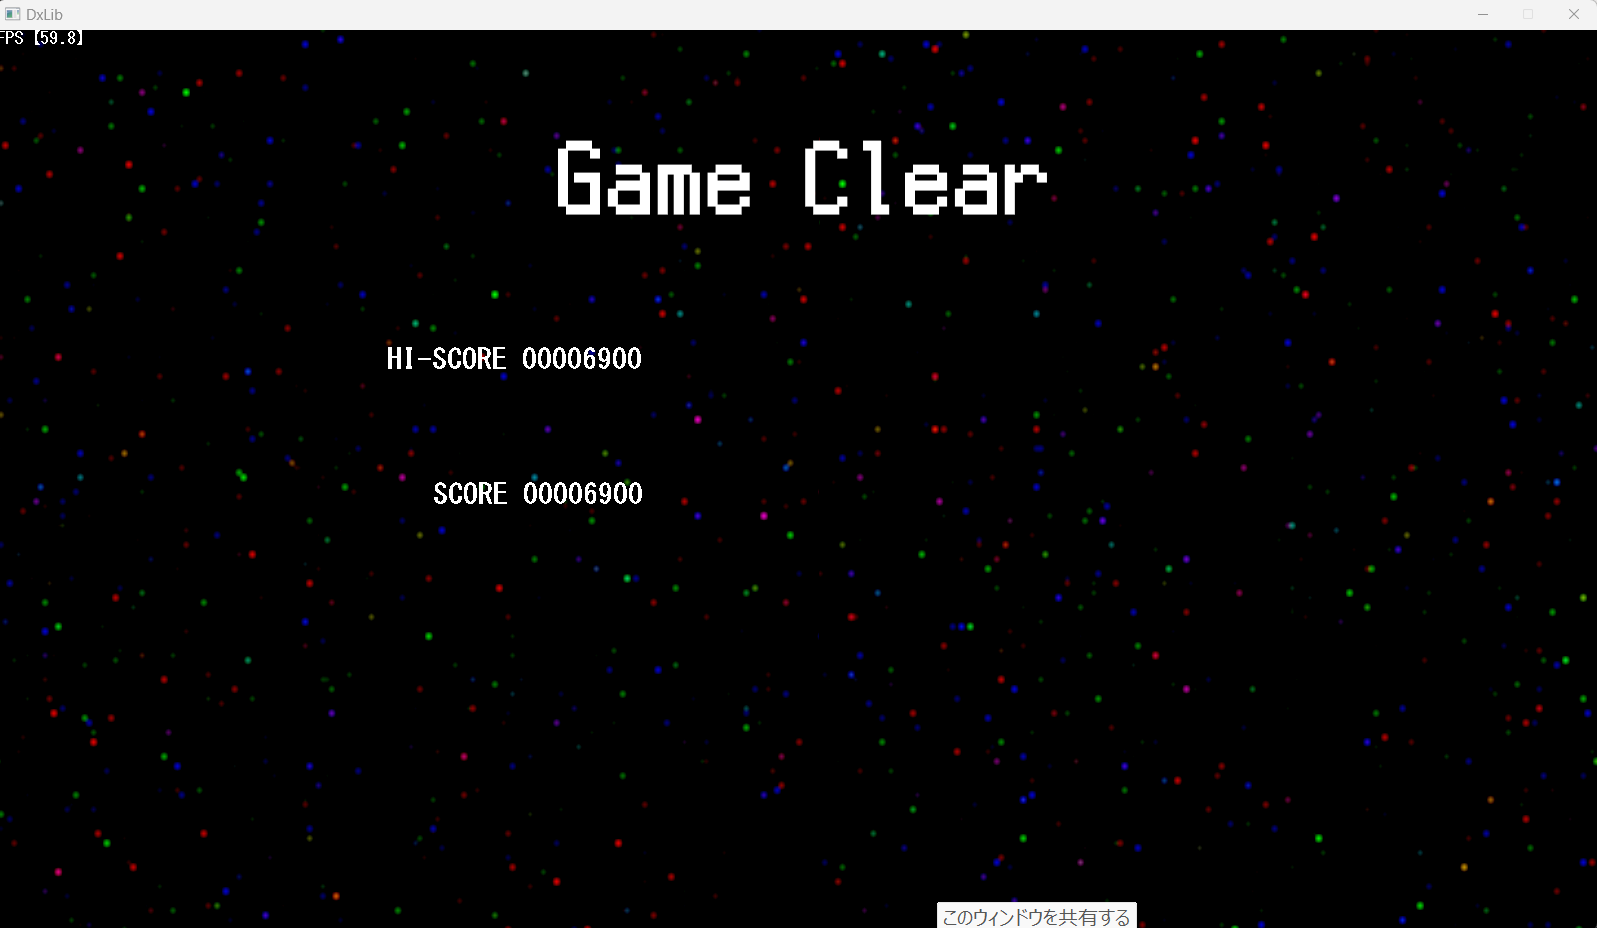 DxLib
FPS【59.8】
Game Clear
HI-SCORE 00006900
SCORE 00006900
このウィンドウを共有する